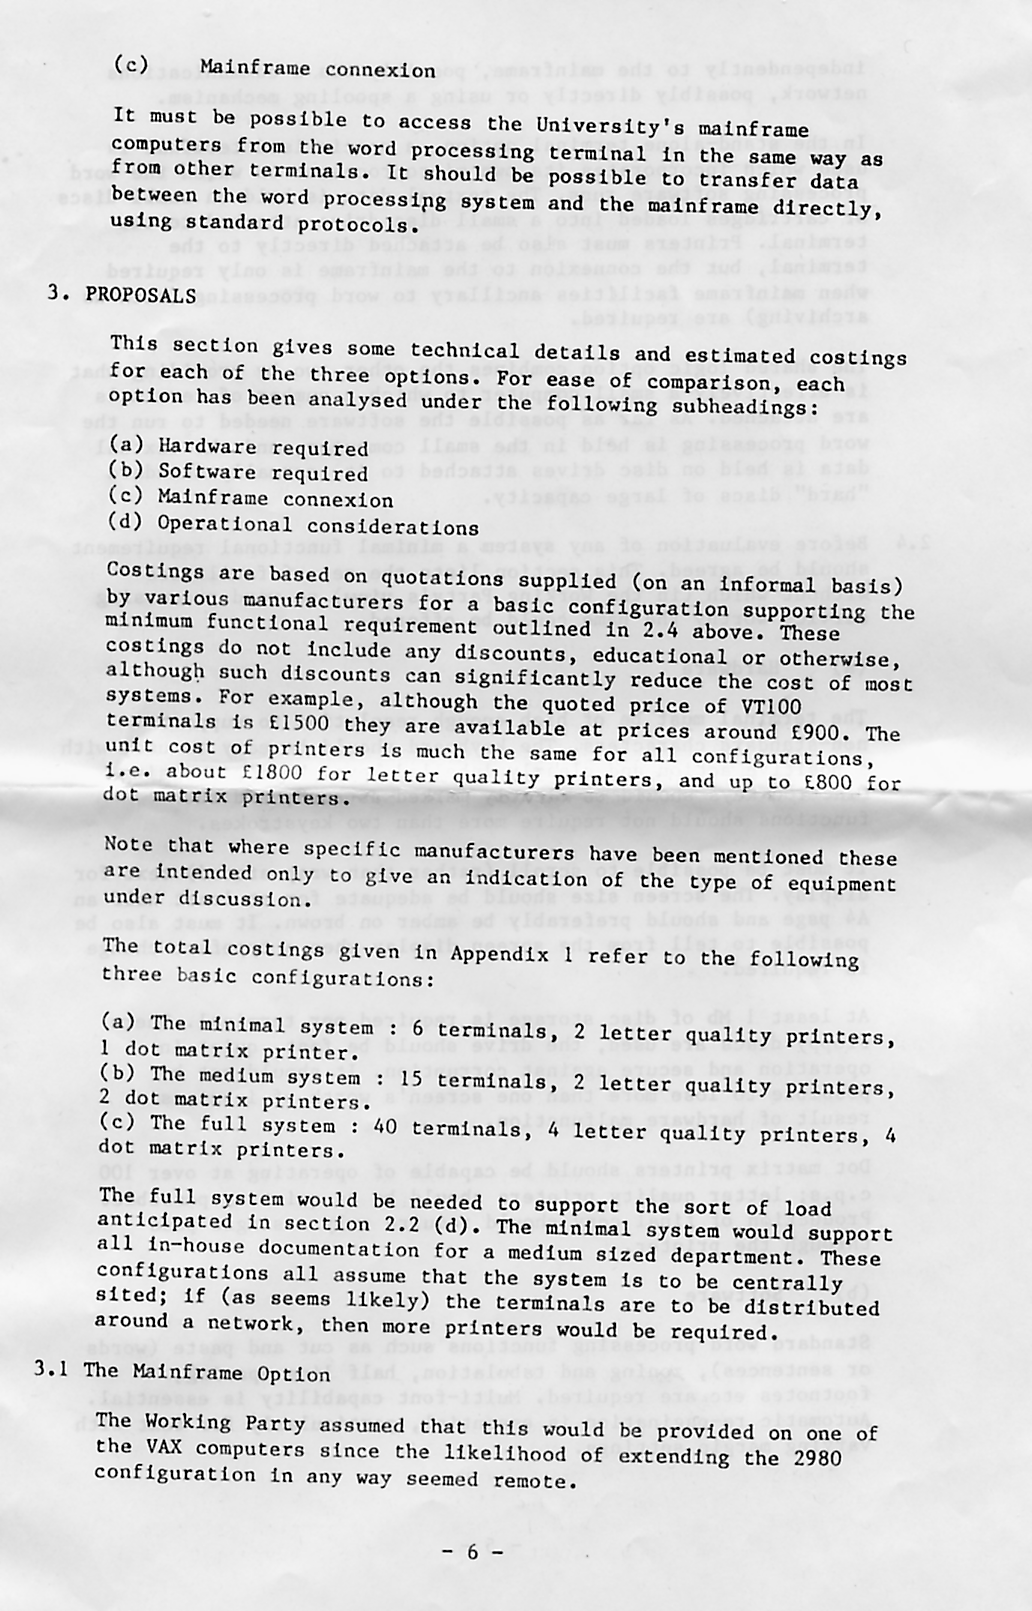 (c) Mainframe connexion
It must be possible to access the University's mainframe
computers from the word processing terminal in the same way as
from other terminals. It should be possible to transfer data
between the word processing system and the mainframe directly,
using standard protocols.
3. PROPOSALS
This section gives some technical details and estimated costings
for each of the three options. For ease of comparison, each
option has been analysed under the following subheadings:
(a) Hardware required
(b) Software required
(c) Mainframe connexion
(d) Operational considerations
Costings are based on quotations supplied (on an informal basis)
by various manufacturers for a basic configuration supporting the
minimum functional requirement outlined in 2.4 above. These
costings do not include any discounts, educational or otherwise,
although such discounts can significantly reduce the cost of most
systems. For example, although the quoted price of VT100
terminals is £1500 they are available at prices around £900. The
unit cost of printers is much the same for all configurations,
i.e. about £1800 for letter quality printers, and up to £800 for
dot matrix printers.
Note that where specific manufacturers have been mentioned these
are intended only to give an indication of the type of equipment
under discussion.
The total costings given in Appendix 1 refer to the following
three basic configurations:
(a) The minimal system : 6 terminals, 2 letter quality printers,
1 dot matrix printer.
(b) The medium system : 15 terminals, 2 letter quality printers,
2 dot matrix printers.
(c) The full system : 40 terminals, 4 letter quality printers, 4
dot matrix printers.
The full system would be needed to support the sort of load
anticipated in section 2.2 (d). The minimal system would support
all in-house documentation for a medium sized department. These
configurations all assume that the system is to be centrally
sited; if (as seems likely) the terminals are to be distributed
around a network, then more printers would be required.
3.1 The Mainframe Option
The Working Party assumed that this would be provided on one of
the VAX computers since the likelihood of extending the 2980
configuration in any way seemed remote.
- 6 -